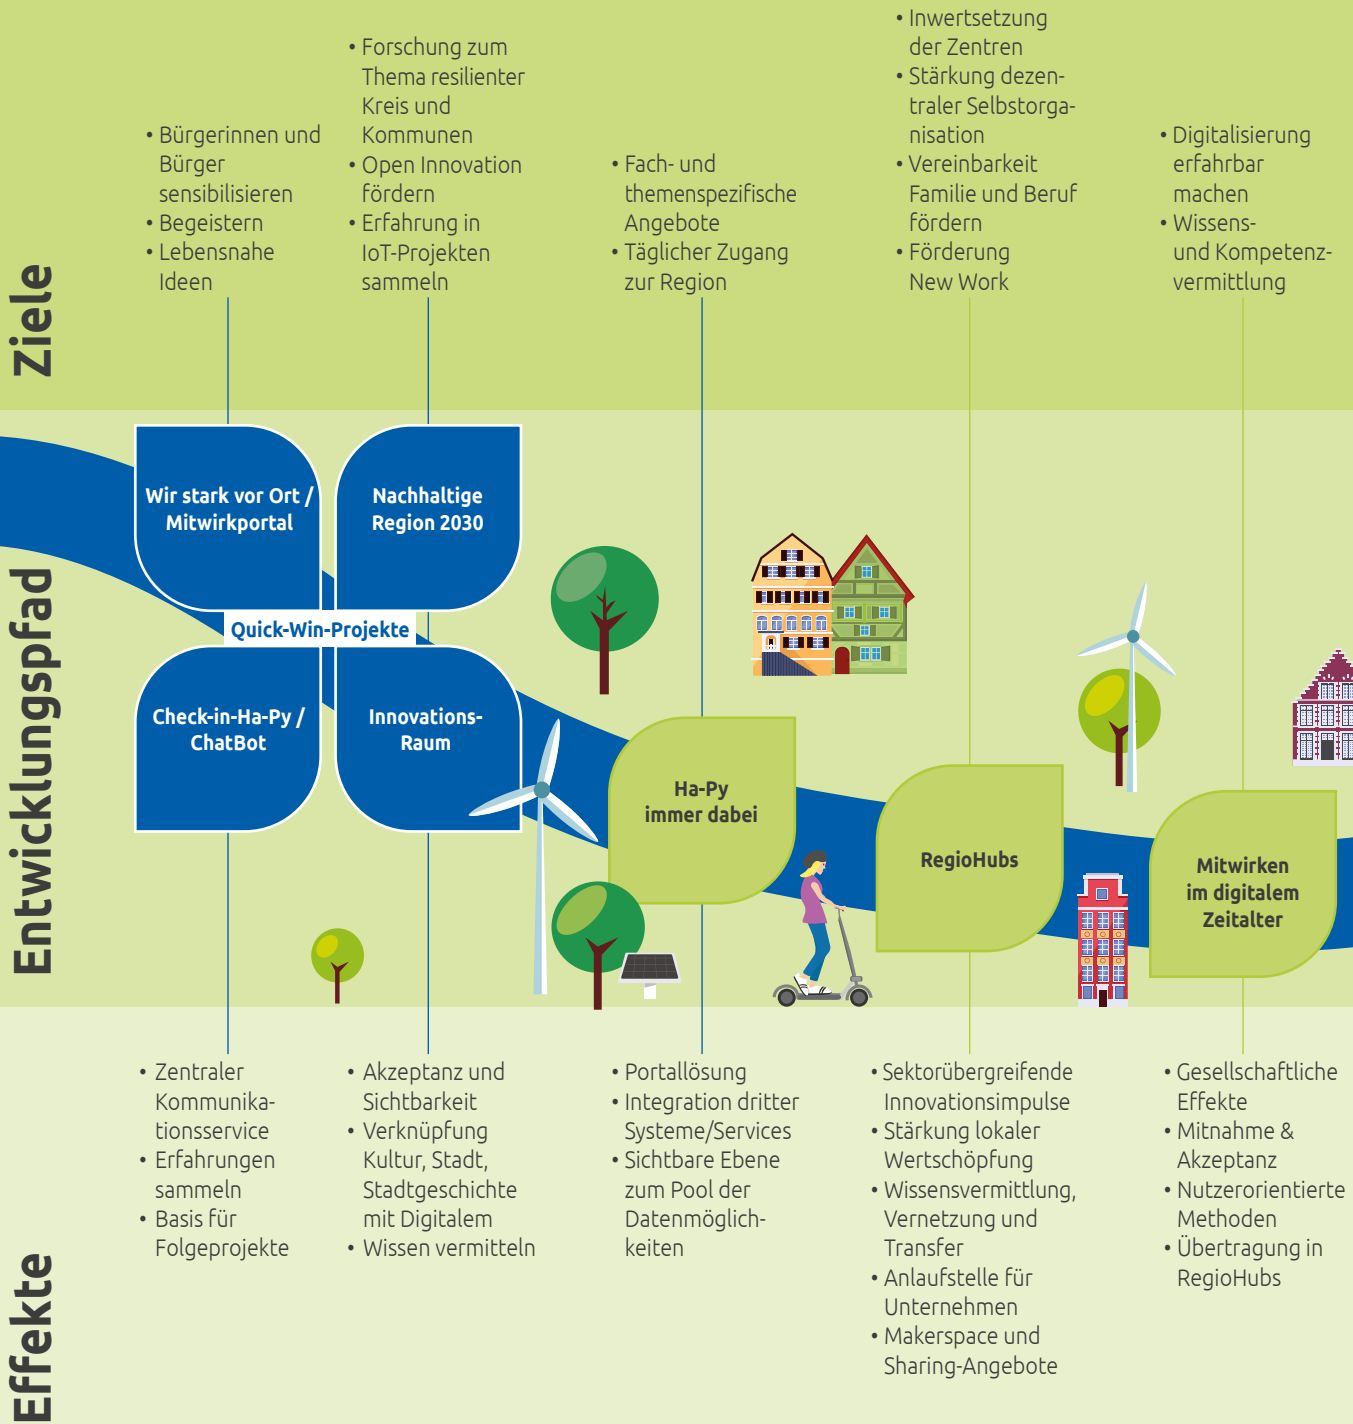 Ziele
• Bürgerinnen und
Bürger
sensibilisieren
• Begeistern
• Lebensnahe
Ideen
• Forschung zum
Thema resilienter
Kreis und
Kommunen
• Open Innovation
fördern
• Erfahrung in
IoT-Projekten
sammeln
• Fach- und
themenspezifische
Angebote
• Täglicher Zugang
zur Region
• Inwertsetzung
der Zentren
• Stärkung dezen-
traler Selbstorga-
nisation
• Vereinbarkeit
Familie und Beruf
fördern
• Förderung
New Work
• Digitalisierung
erfahrbar
machen
• Wissens-
und Kompetenz-
vermittlung
Entwicklungspfad
Wir stark vor Ort /
Mitwirkportal
Nachhaltige
Region 2030
Quick-Win-Projekte
Check-in-Ha-Py /
ChatBot
Innovations-
Raum
Ha-Py
immer dabei
RegioHubs
Mitwirken
im digitalem
Zeitalter
Effekte
• Zentraler
Kommunika-
tionsservice
• Erfahrungen
sammeln
• Basis für
Folgeprojekte
• Akzeptanz und
Sichtbarkeit
• Verknüpfung
Kultur, Stadt,
Stadtgeschichte
mit Digitalem
• Wissen vermitteln
• Portallösung
• Integration dritter
Systeme/Services
• Sichtbare Ebene
zum Pool der
Datenmöglich-
keiten
• Sektorübergreifende
Innovationsimpulse
• Stärkung lokaler
Wertschöpfung
• Wissensvermittlung,
Vernetzung und
Transfer
• Anlaufstelle für
Unternehmen
• Makerspace und
Sharing-Angebote
• Gesellschaftliche
Effekte
• Mitnahme &
Akzeptanz
• Nutzerorientierte
Methoden
• Übertragung in
RegioHubs